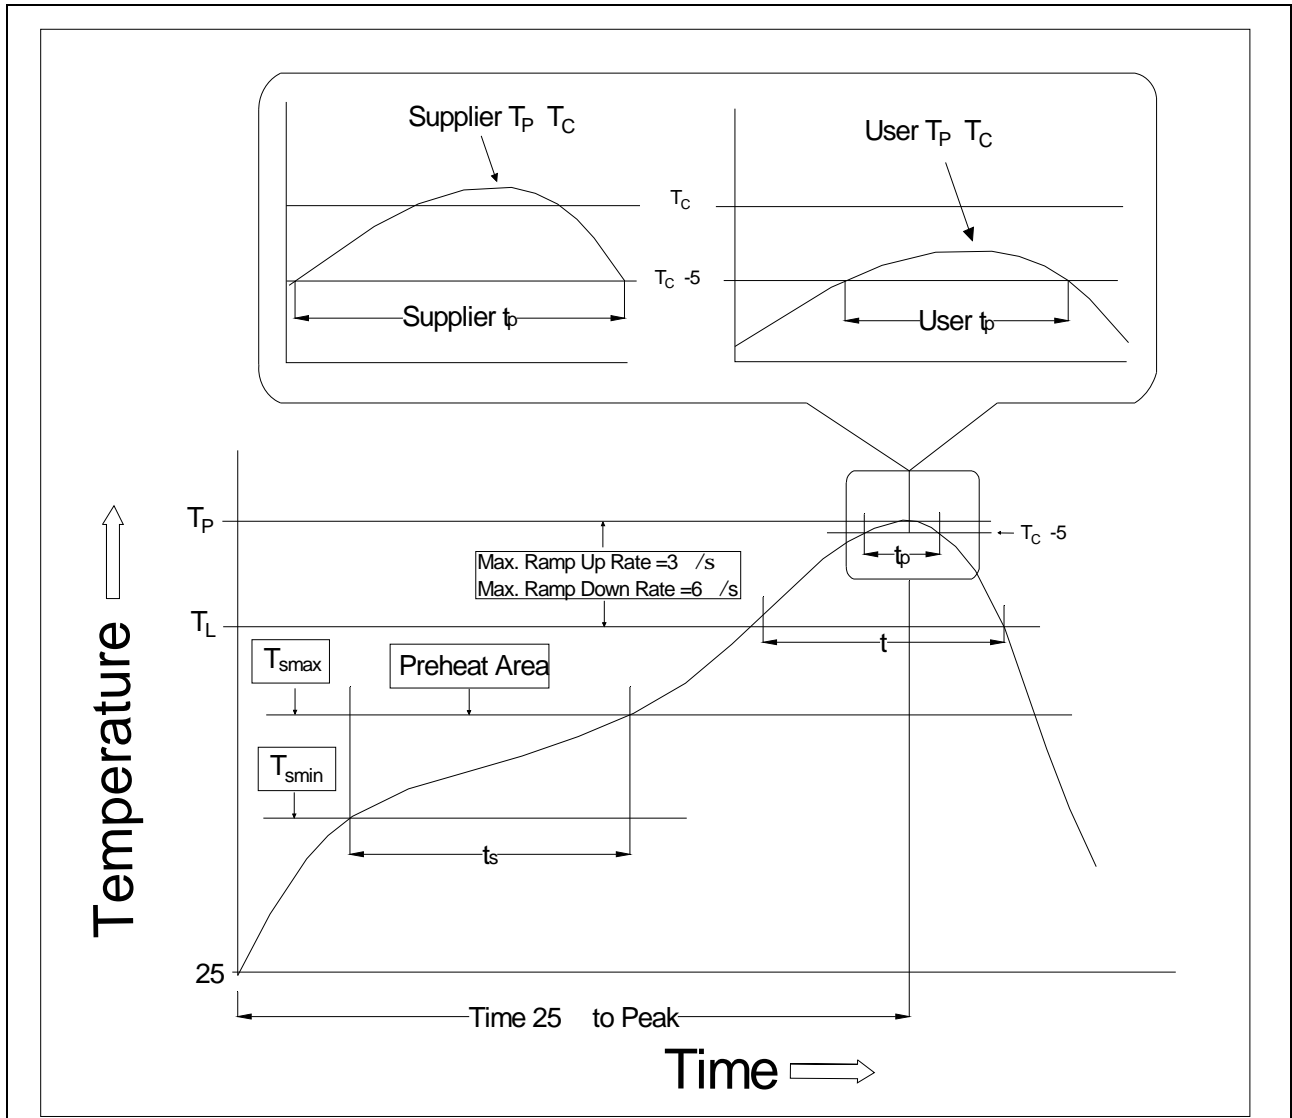 Supplier TP TC
User TP TC
TC
TC -5
Supplier tp
User tp
TP
TC -5
tp
Max. Ramp Up Rate =3 /s
Max. Ramp Down Rate =6 /s
TL
t
Tsmax
Preheat Area
Tsmin
ts
Temperature
25
Time 25 to Peak
Time